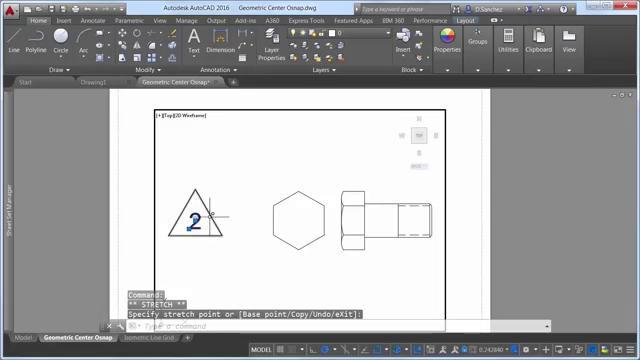 Autodesk AutoCAD 2016 Geometric Center Osnap.dwg
Type a keyword or phrase
D.Sanchez
Home Insert Annotate Parametric View Manage Output Add-ins A360 Express Tools Featured Apps BIM 360 Performance Layout
Line Polyline Circle Arc
Text Dimension
Layer Properties
0
Insert
Properties Groups Utilities Clipboard View
Draw Modify Annotation Layers Block
Start Drawing1 Geometric Center Osnap*
[+][Top][2D Wireframe]
TOP
Sheet Set Manager
2
Command:
** STRETCH **
Specify stretch point or [Base point/Copy/Undo/eXit]:
Type a command
Model Geometric Center Osnap Isometric Line Grid
MODEL 0.242840